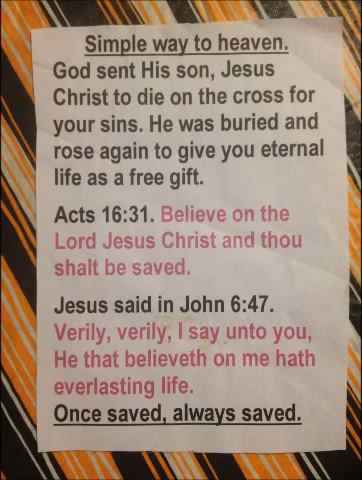 Simple way to heaven.
God sent His son, Jesus
Christ to die on the cross for
your sins. He was buried and
rose again to give you eternal
life as a free gift.
Acts 16:31. Believe on the
Lord Jesus Christ and thou
shalt be saved.
Jesus said in John 6:47.
Verily, verily, I say unto you,
He that believeth on me hath
everlasting life.
Once saved, always saved.